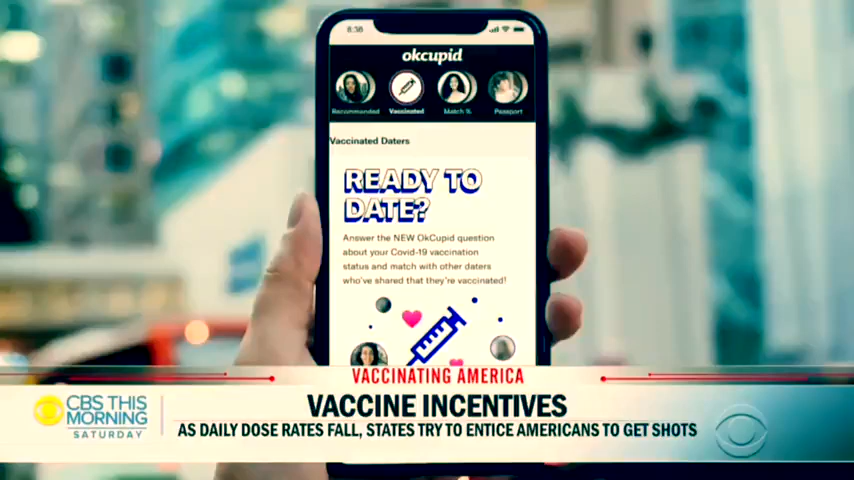 8:38
okcupid
Recommended Vaccinated Match % Passport
Vaccinated Daters
READY TO
DATE?
Answer the NEW OkCupid question
about your Covid-19 vaccination
status and match with other daters
who've shared that they're vaccinated!
VACCINATING AMERICA
VACCINE INCENTIVES
AS DAILY DOSE RATES FALL, STATES TRY TO ENTICE AMERICANS TO GET SHOTS
CBS THIS
MORNING
SATURDAY